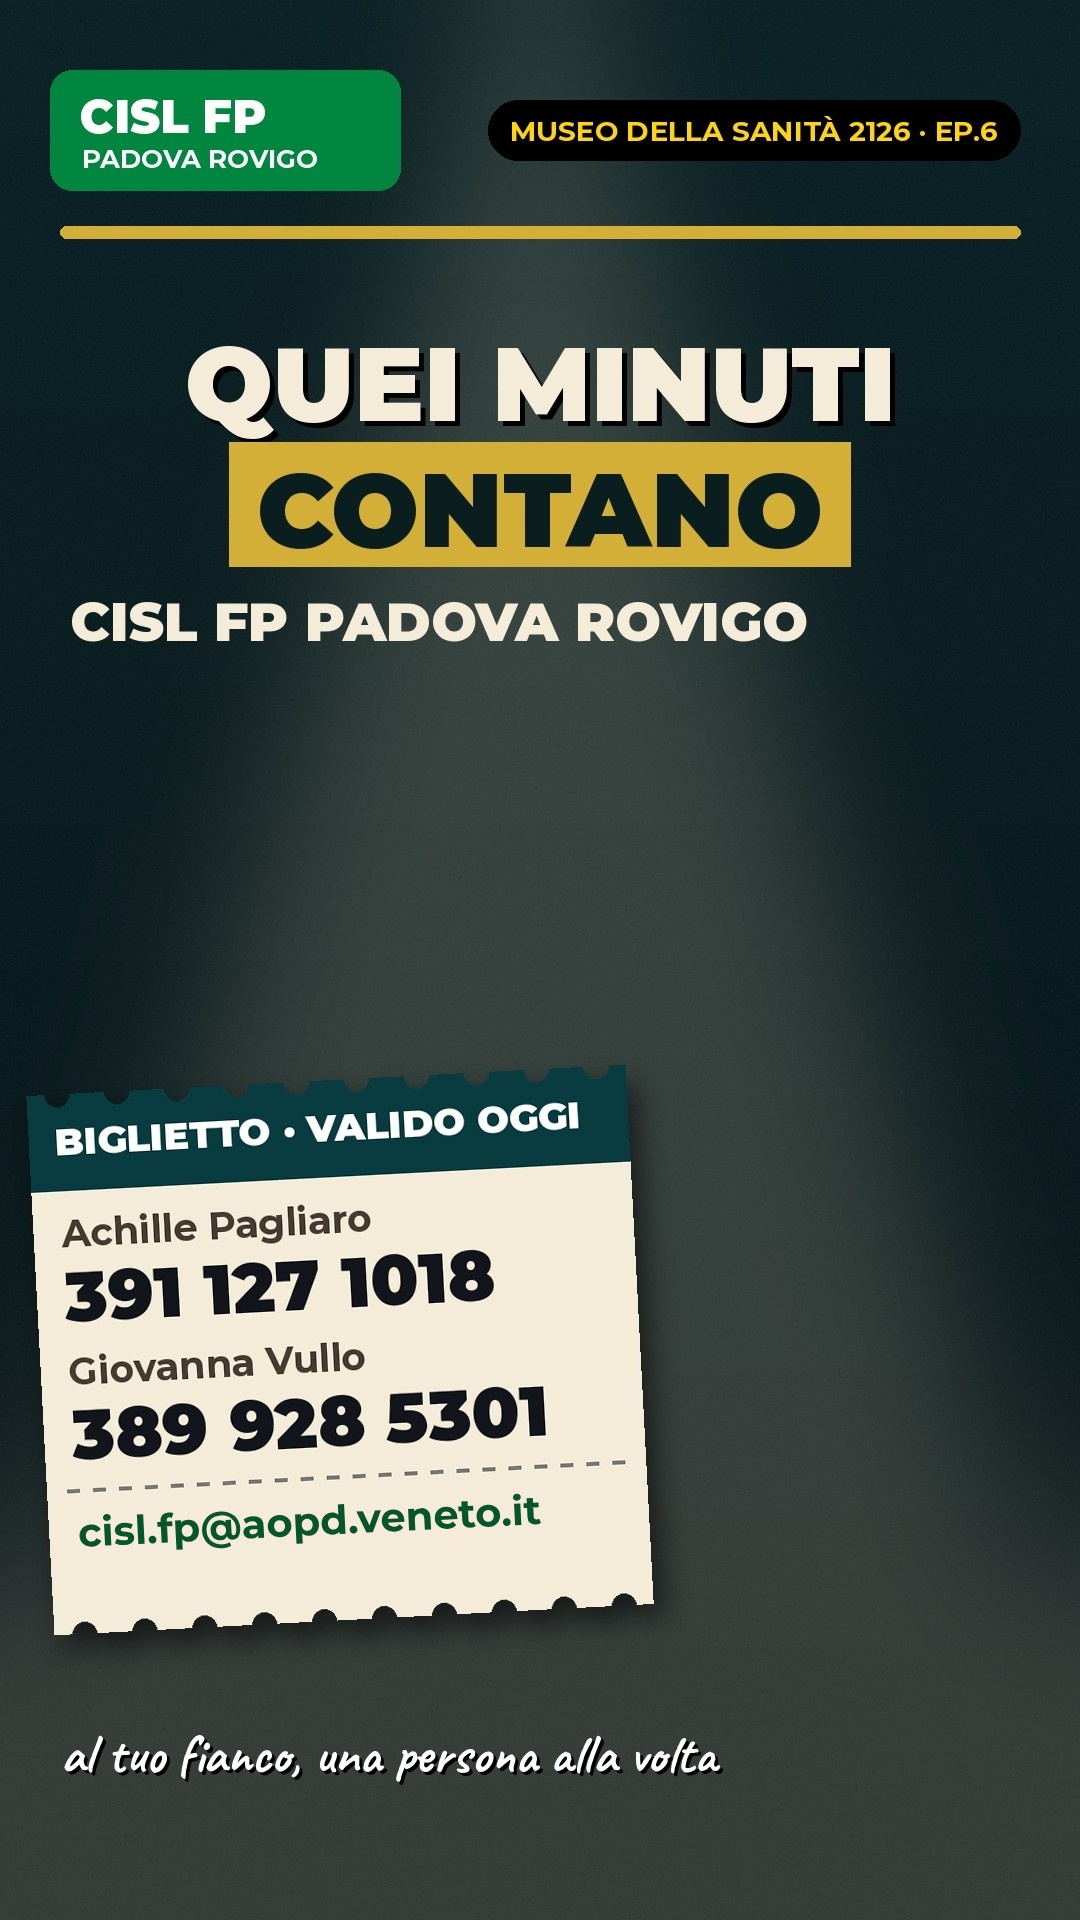 CISL FP
PADOVA ROVIGO
MUSEO DELLA SANITÀ 2126 · EP.6
QUEI MINUTI
CONTANO
CISL FP PADOVA ROVIGO
BIGLIETTO · VALIDO OGGI
Achille Pagliaro
391 127 1018
Giovanna Vullo
389 928 5301
cisl.fp@aopd.veneto.it
al tuo fianco, una persona alla volta